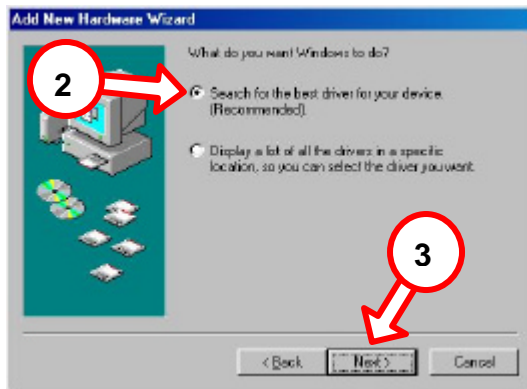 Add New Hardware Wizard
What do you want Windows to do?
2
Search for the best driver for your device.
(Recommended).
Display a list of all the drivers in a specific
location, so you can select the driver you want.
3
< Back
Next >
Cancel